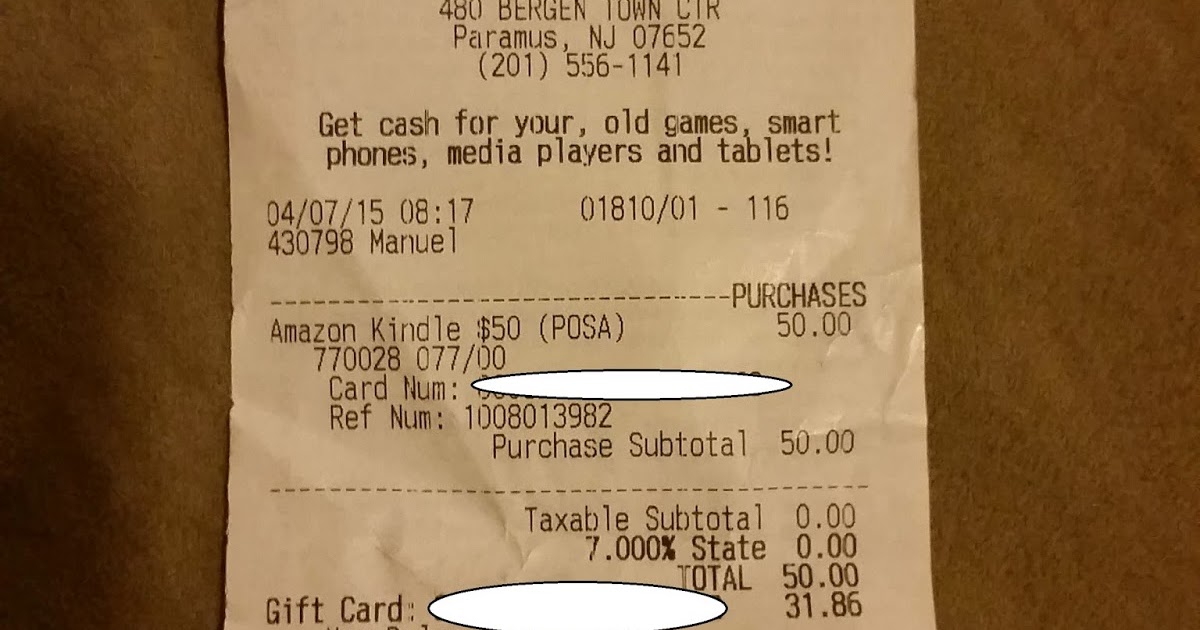 480 BERGEN TOWN CTR
Paramus, NJ 07652
(201) 556-1141
Get cash for your, old games, smart
phones, media players and tablets!
04/07/15 08:17 01810/01 - 116
430798 Manuel
------------------------------PURCHASES
Amazon Kindle $50 (POSA) 50.00
770028 077/00
Card Num:
Ref Num: 1008013982
Purchase Subtotal 50.00
Taxable Subtotal 0.00
7.000% State 0.00
TOTAL 50.00
Gift Card: 31.86